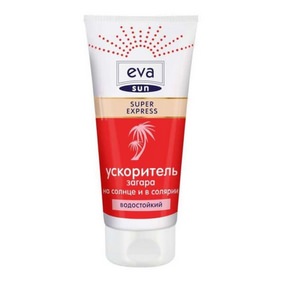 eva
sun
SUPER
EXPRESS
ускоритель
загара
на солнце и в солярии
водостойкий